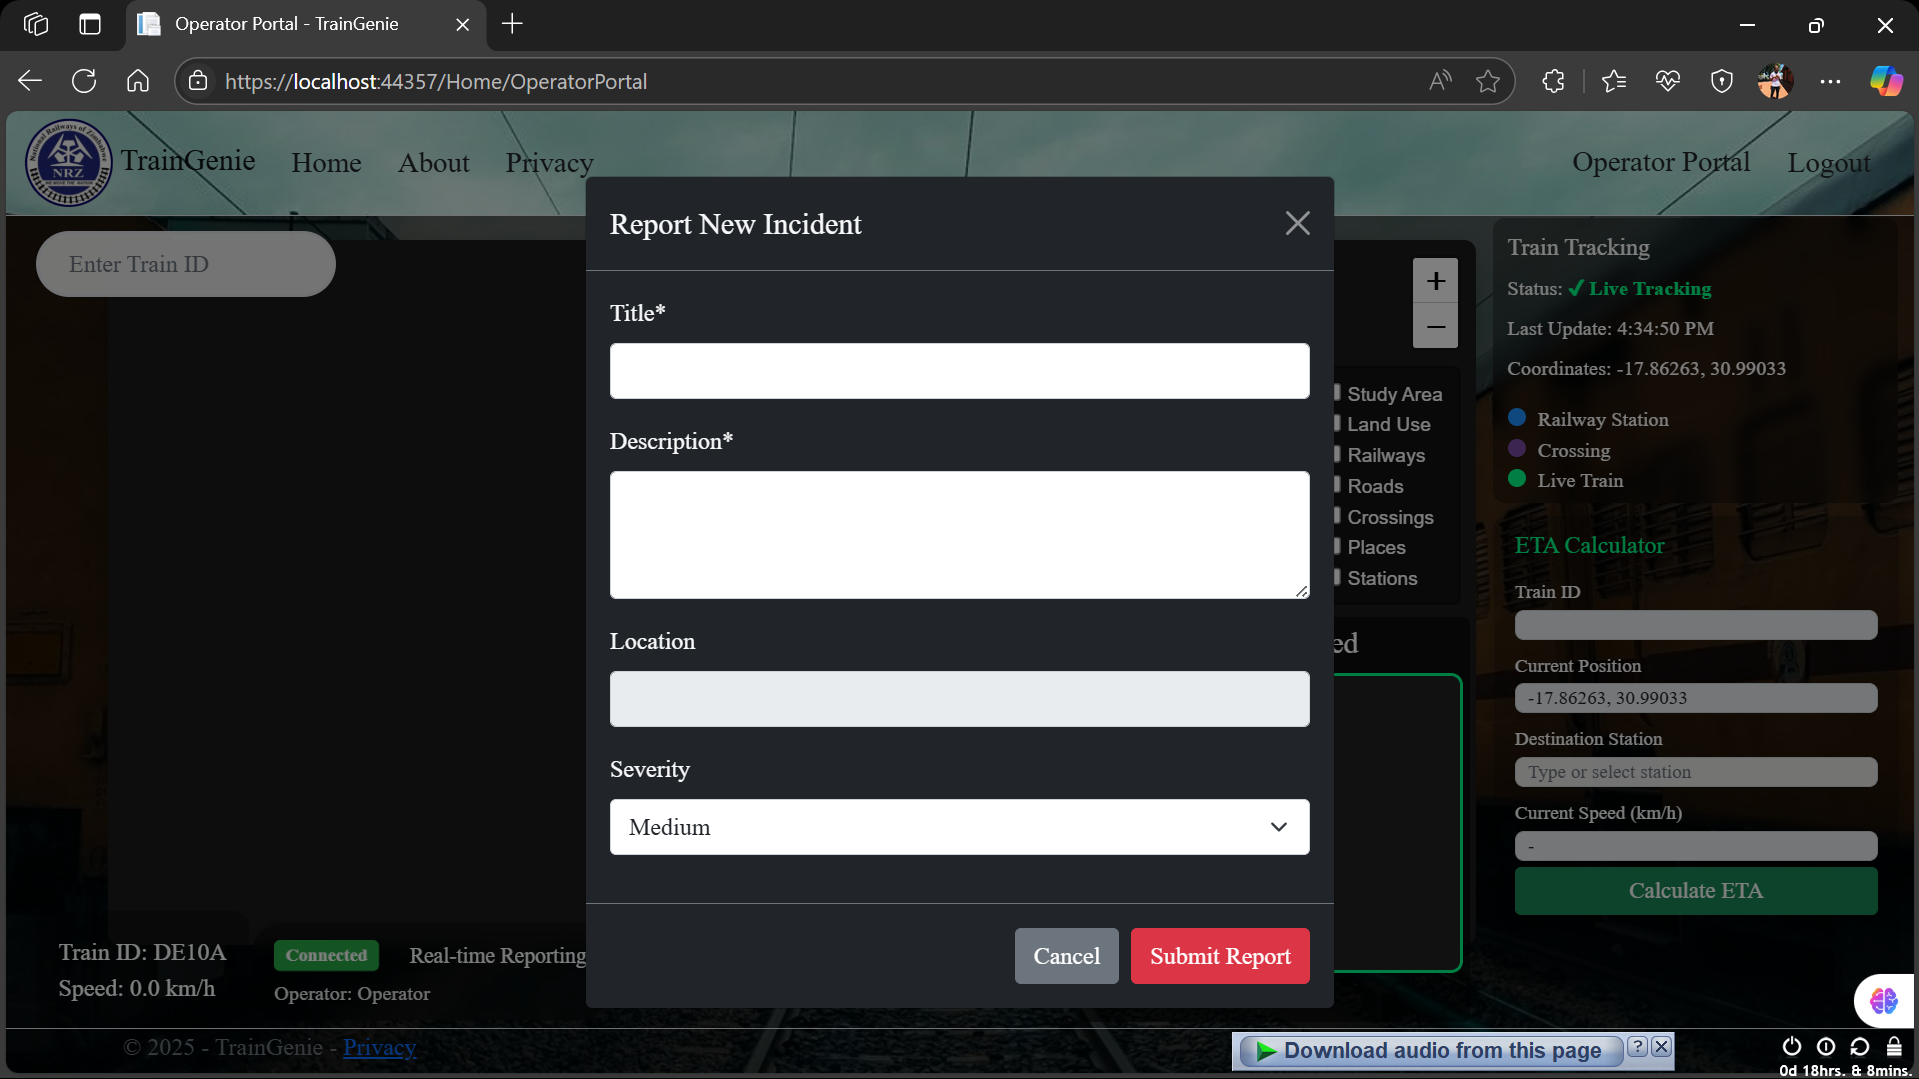 Operator Portal - TrainGenie
https://localhost:44357/Home/OperatorPortal
National Railways of Zimbabwe
NRZ
TrainGenie
Home
About
Privacy
Operator Portal
Logout
Enter Train ID
Report New Incident
Title*
Description*
Location
Severity
Medium
Cancel
Submit Report
+
−
Study Area
Land Use
Railways
Roads
Crossings
Places
Stations
ed
Train Tracking
Status: ✓ Live Tracking
Last Update: 4:34:50 PM
Coordinates: -17.86263, 30.99033
Railway Station
Crossing
Live Train
ETA Calculator
Train ID
Current Position
-17.86263, 30.99033
Destination Station
Type or select station
Current Speed (km/h)
-
Calculate ETA
Train ID: DE10A
Speed: 0.0 km/h
Connected
Real-time Reporting
Operator: Operator
© 2025 - TrainGenie - Privacy
Download audio from this page
?
0d 18hrs. & 8mins.